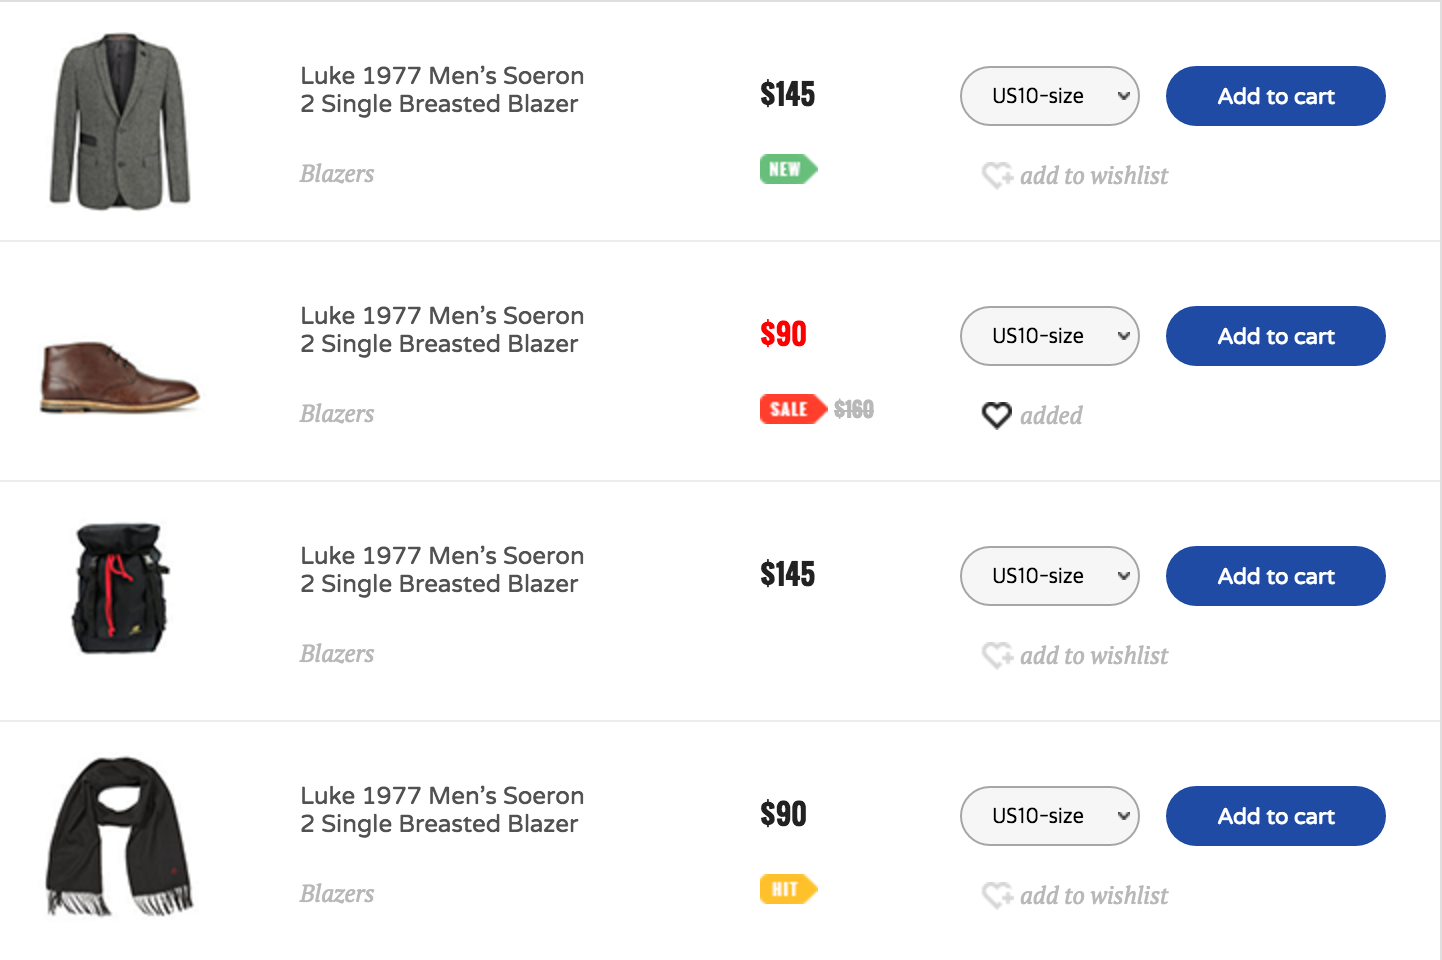 Luke 1977 Men’s Soeron
2 Single Breasted Blazer
Blazers
$145
NEW
US10-size
Add to cart
add to wishlist
Luke 1977 Men’s Soeron
2 Single Breasted Blazer
Blazers
$90
SALE $160
US10-size
Add to cart
added
Luke 1977 Men’s Soeron
2 Single Breasted Blazer
Blazers
$145
US10-size
Add to cart
add to wishlist
Luke 1977 Men’s Soeron
2 Single Breasted Blazer
Blazers
$90
HIT
US10-size
Add to cart
add to wishlist